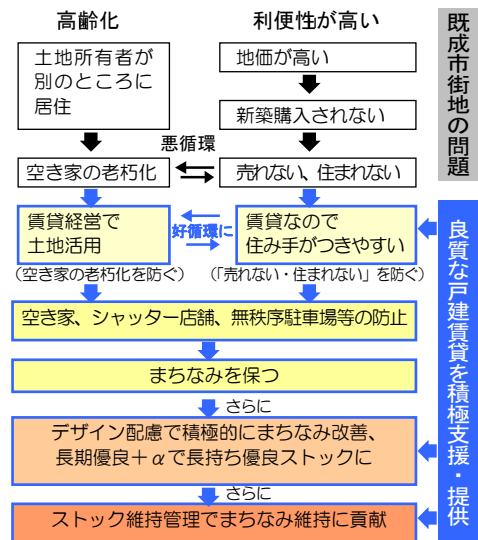 高齢化
利便性が高い
土地所有者が
別のところに
居住
地価が高い
新築購入されない
悪循環
空き家の老朽化
売れない、住まれない
既成市街地の問題
賃貸経営で
土地活用
好循環に
賃貸なので
住み手がつきやすい
(空き家の老朽化を防ぐ)
(「売れない・住まれない」を防ぐ)
空き家、シャッター店舗、無秩序駐車場等の防止
まちなみを保つ
さらに
デザイン配慮で積極的にまちなみ改善、
長期優良+αで長持ち優良ストックに
さらに
ストック維持管理でまちなみ維持に貢献
良質な戸建賃貸を積極支援・提供